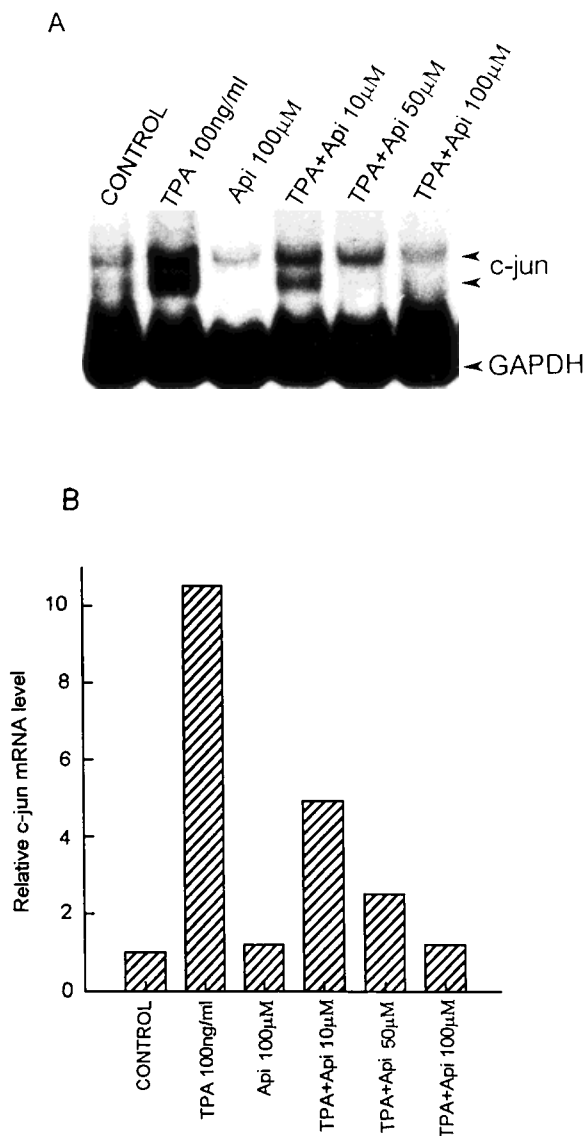 A
CONTROL
TPA 100ng/ml
Api 100μM
TPA+Api 10μM
TPA+Api 50μM
TPA+Api 100μM
c-jun
GAPDH
B
Relative c-jun mRNA level
10
8
6
4
2
0
CONTROL
TPA 100ng/ml
Api 100μM
TPA+Api 10μM
TPA+Api 50μM
TPA+Api 100μM